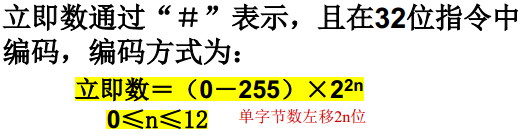 立即数通过“＃”表示，且在32位指令中
编码，编码方式为：
立即数＝（0－255）×2²ⁿ
0≤n≤12 单字节数左移2n位